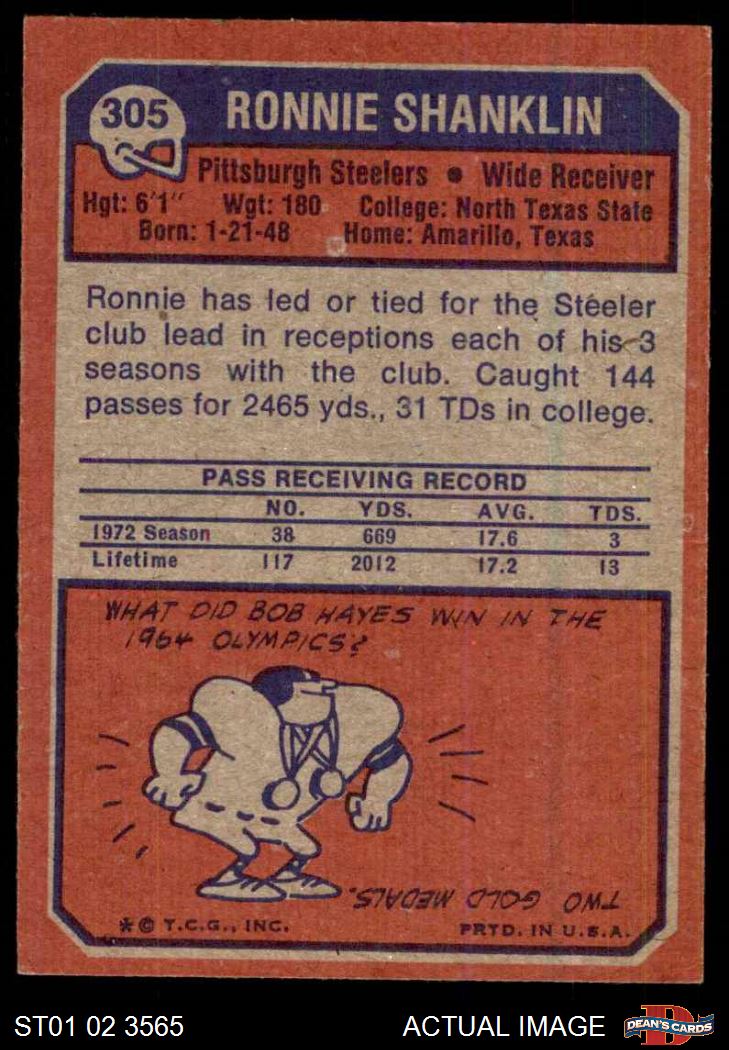 305
RONNIE SHANKLIN
Pittsburgh Steelers • Wide Receiver
Hgt: 6'1" Wgt: 180 College: North Texas State
Born: 1-21-48 Home: Amarillo, Texas
Ronnie has led or tied for the Steeler
club lead in receptions each of his 3
seasons with the club. Caught 144
passes for 2465 yds., 31 TDs in college.
PASS RECEIVING RECORD
NO. YDS. AVG. TDS.
1972 Season 38 669 17.6 3
Lifetime 117 2012 17.2 13
WHAT DID BOB HAYES WIN IN THE
1964 OLYMPICS?
TWO GOLD MEDALS.
* © T.C.G., INC. PRTD. IN U.S.A.
ST01 02 3565 ACTUAL IMAGE
D
DEAN'S CARDS